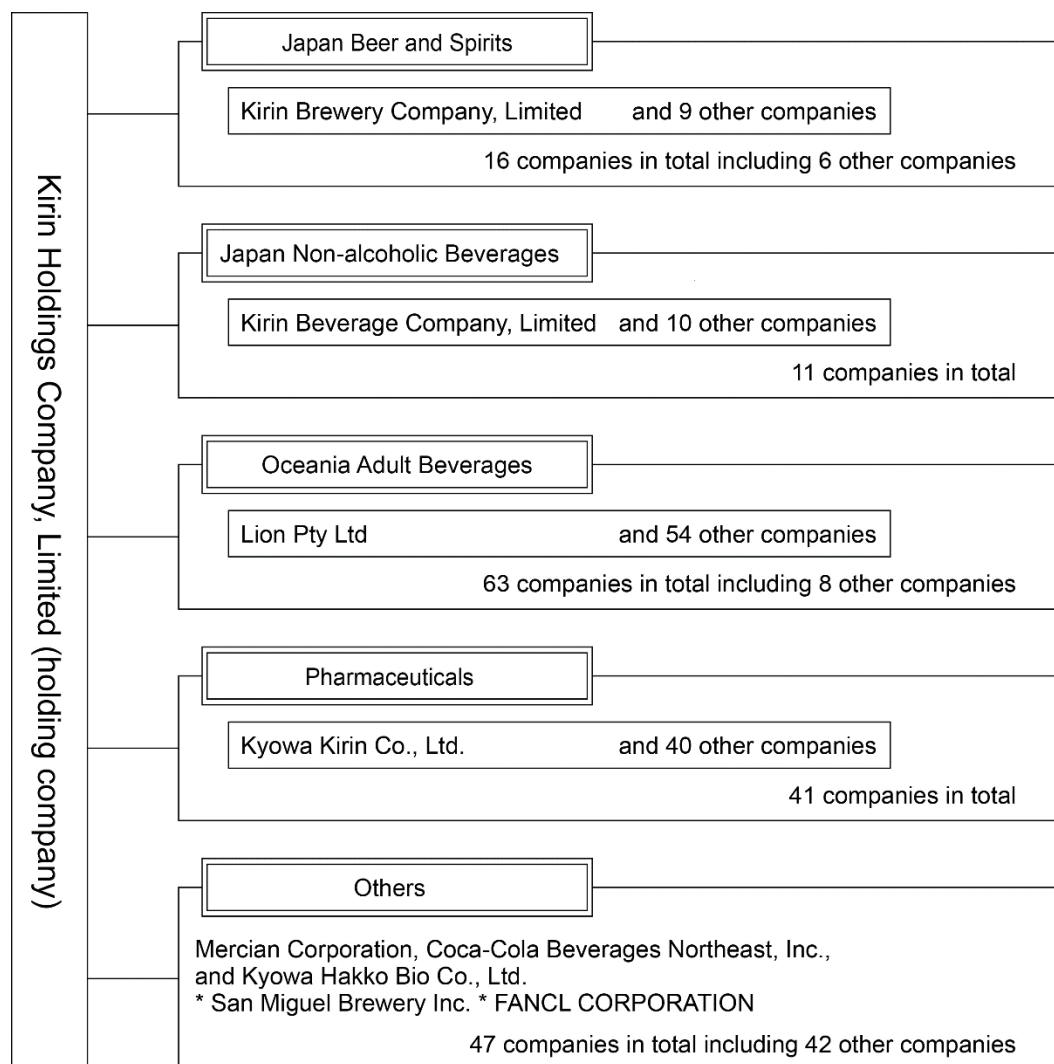 Kirin Holdings Company, Limited (holding company)
Japan Beer and Spirits
Kirin Brewery Company, Limited and 9 other companies
16 companies in total including 6 other companies
Japan Non-alcoholic Beverages
Kirin Beverage Company, Limited and 10 other companies
11 companies in total
Oceania Adult Beverages
Lion Pty Ltd and 54 other companies
63 companies in total including 8 other companies
Pharmaceuticals
Kyowa Kirin Co., Ltd. and 40 other companies
41 companies in total
Others
Mercian Corporation, Coca-Cola Beverages Northeast, Inc.,
and Kyowa Hakko Bio Co., Ltd.
* San Miguel Brewery Inc. * FANCL CORPORATION
47 companies in total including 42 other companies